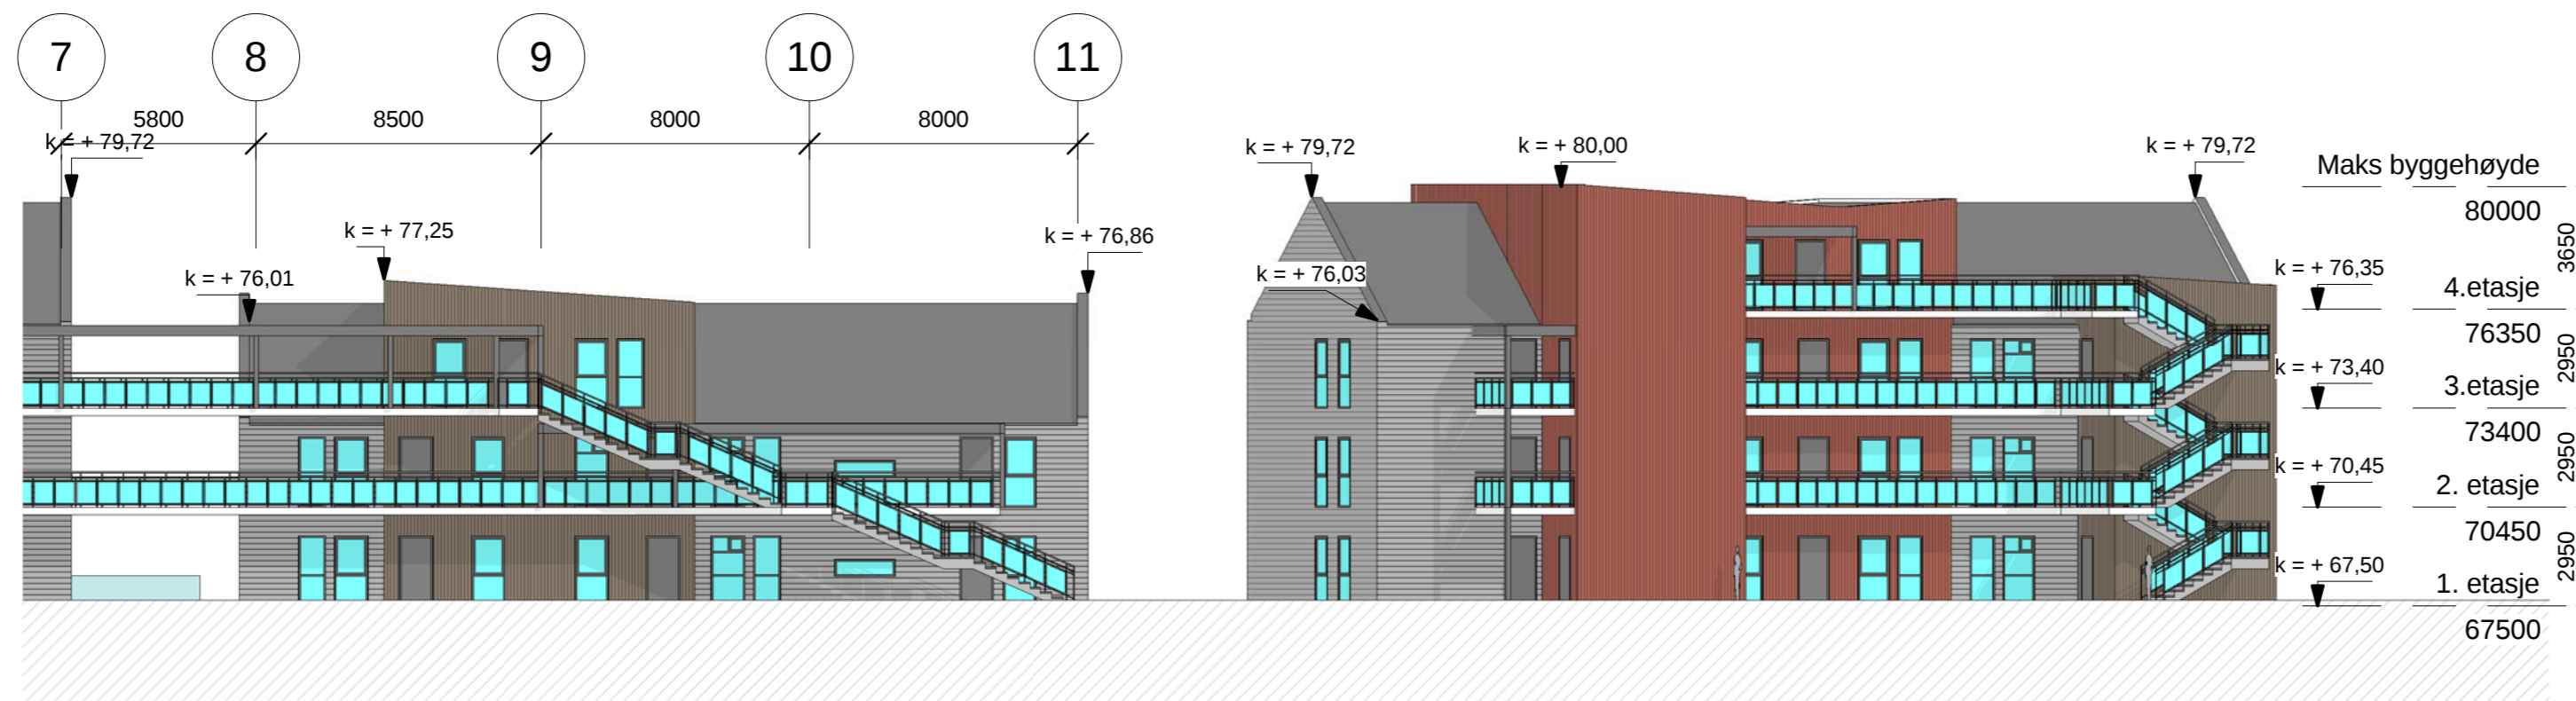 7 8 9 10 11
5800 8500 8000 8000
k = + 79,72
k = + 77,25
k = + 76,01
k = + 76,86
k = + 79,72
k = + 80,00
k = + 79,72
k = + 76,03
Maks byggehøyde
80000
3650
k = + 76,35
4.etasje
76350
2950
k = + 73,40
3.etasje
73400
2950
k = + 70,45
2. etasje
70450
2950
k = + 67,50
1. etasje
67500